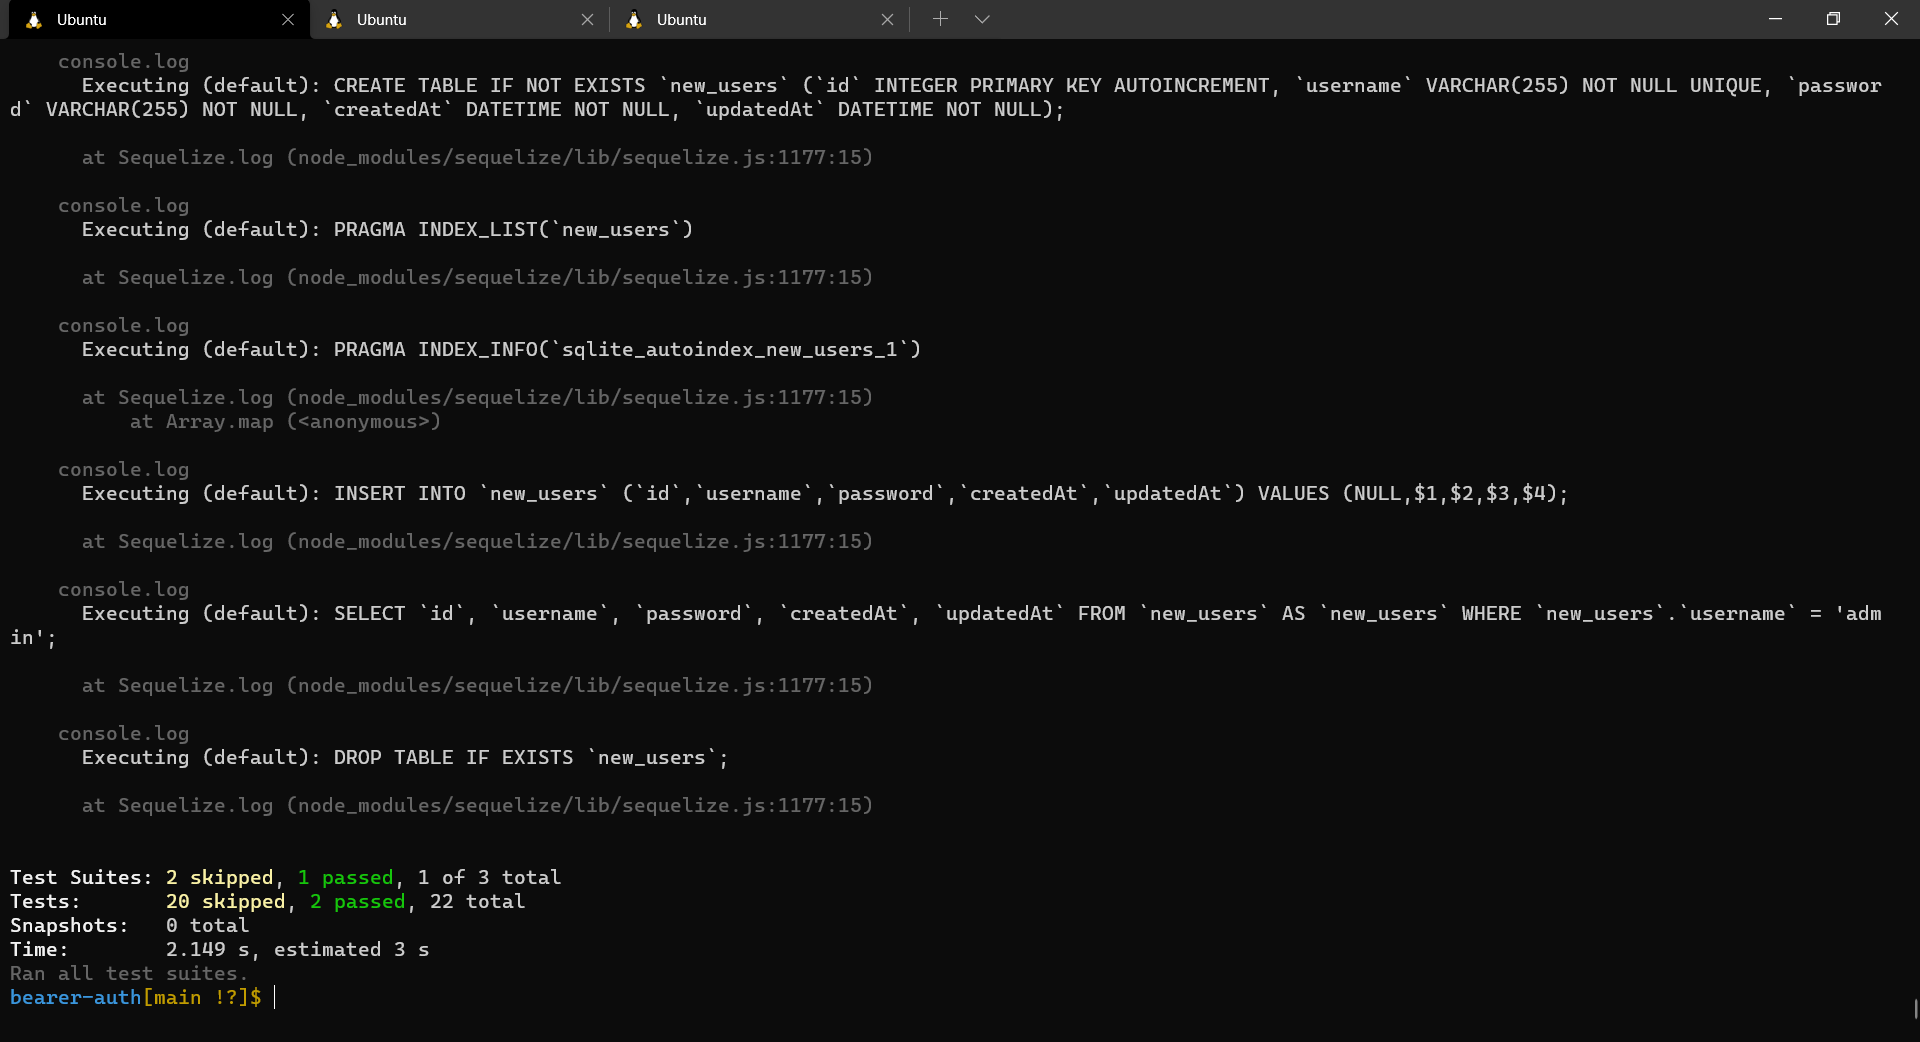 Ubuntu
Ubuntu
Ubuntu
console.log
Executing (default): CREATE TABLE IF NOT EXISTS `new_users` (`id` INTEGER PRIMARY KEY AUTOINCREMENT, `username` VARCHAR(255) NOT NULL UNIQUE, `passwor
d` VARCHAR(255) NOT NULL, `createdAt` DATETIME NOT NULL, `updatedAt` DATETIME NOT NULL);
at Sequelize.log (node_modules/sequelize/lib/sequelize.js:1177:15)
console.log
Executing (default): PRAGMA INDEX_LIST(`new_users`)
at Sequelize.log (node_modules/sequelize/lib/sequelize.js:1177:15)
console.log
Executing (default): PRAGMA INDEX_INFO(`sqlite_autoindex_new_users_1`)
at Sequelize.log (node_modules/sequelize/lib/sequelize.js:1177:15)
at Array.map (<anonymous>)
console.log
Executing (default): INSERT INTO `new_users` (`id`,`username`,`password`,`createdAt`,`updatedAt`) VALUES (NULL,$1,$2,$3,$4);
at Sequelize.log (node_modules/sequelize/lib/sequelize.js:1177:15)
console.log
Executing (default): SELECT `id`, `username`, `password`, `createdAt`, `updatedAt` FROM `new_users` AS `new_users` WHERE `new_users`.`username` = 'adm
in';
at Sequelize.log (node_modules/sequelize/lib/sequelize.js:1177:15)
console.log
Executing (default): DROP TABLE IF EXISTS `new_users`;
at Sequelize.log (node_modules/sequelize/lib/sequelize.js:1177:15)
Test Suites: 2 skipped, 1 passed, 1 of 3 total
Tests: 20 skipped, 2 passed, 22 total
Snapshots: 0 total
Time: 2.149 s, estimated 3 s
Ran all test suites.
bearer-auth[main !?]$